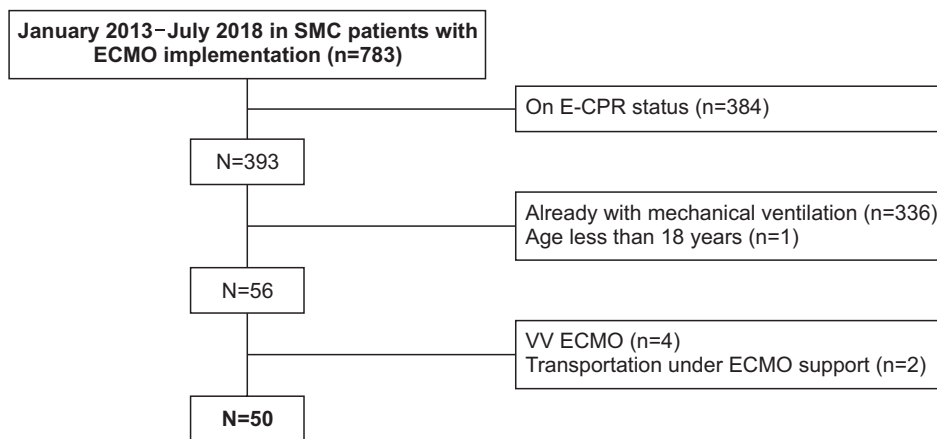 January 2013–July 2018 in SMC patients with
ECMO implementation (n=783)
On E-CPR status (n=384)
N=393
Already with mechanical ventilation (n=336)
Age less than 18 years (n=1)
N=56
VV ECMO (n=4)
Transportation under ECMO support (n=2)
N=50